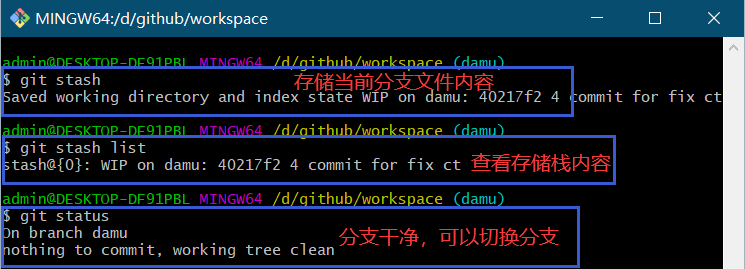 MINGW64:/d/github/workspace
admin@DESKTOP-DF91PBL MINGW64 /d/github/workspace (damu)
$ git stash 存储当前分支文件内容
Saved working directory and index state WIP on damu: 40217f2 4 commit for fix ct
admin@DESKTOP-DF91PBL MINGW64 /d/github/workspace (damu)
$ git stash list
stash@{0}: WIP on damu: 40217f2 4 commit for fix ct 查看存储栈内容
admin@DESKTOP-DF91PBL MINGW64 /d/github/workspace (damu)
$ git status
On branch damu 分支干净，可以切换分支
nothing to commit, working tree clean